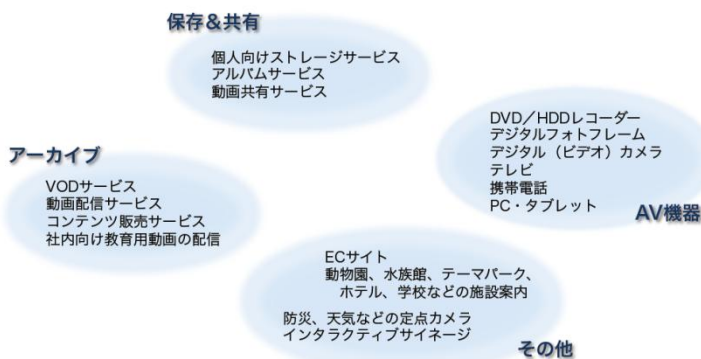 保存＆共有
個人向けストレージサービス
アルバムサービス
動画共有サービス
アーカイブ
VODサービス
動画配信サービス
コンテンツ販売サービス
社内向け教育用動画の配信
DVD／HDDレコーダー
デジタルフォトフレーム
デジタル（ビデオ）カメラ
テレビ
携帯電話
PC・タブレット
AV機器
ECサイト
動物園、水族館、テーマパーク、
ホテル、学校などの施設案内
防災、天気などの定点カメラ
インタラクティブサイネージ
その他